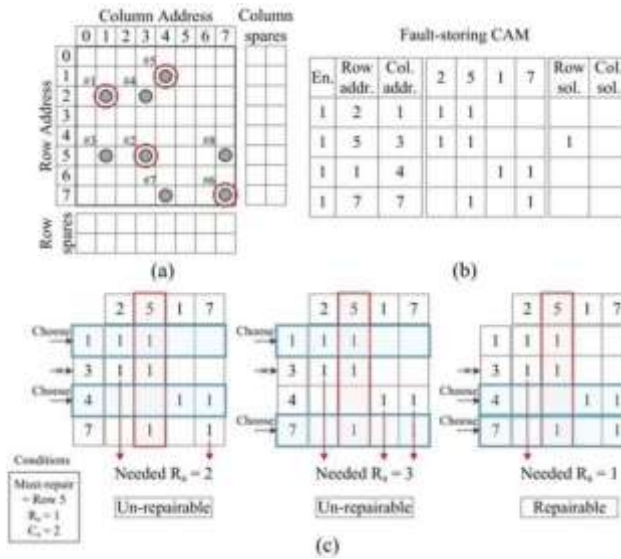 Column Address
Column spares
0 1 2 3 4 5 6 7
Row Address
0
1
2
3
4
5
6
7
#5
#1
#4
#3
#2
#8
#7
#6
Row spares
(a)
Fault-storing CAM
En. Row addr. Col. addr. 2 5 1 7 Row sol. Col. sol.
1 2 1 1 1
1 5 3 1 1 1
1 1 4 1 1
1 7 7 1 1
(b)
2 5 1 7
Choose 1 1 1
3 1 1
Choose 4 1 1
7 1 1
Needed Rₛ = 2
Un-repairable
2 5 1 7
Choose 1 1 1
3 1 1
4 1 1
Choose 7 1 1
Needed Rₛ = 3
Un-repairable
2 5 1 7
1 1 1
3 1 1
Choose 4 1 1
Choose 7 1 1
Needed Rₛ = 1
Repairable
Conditions
Must-repair
= Row 5
Rₛ = 1
Cₛ = 2
(c)